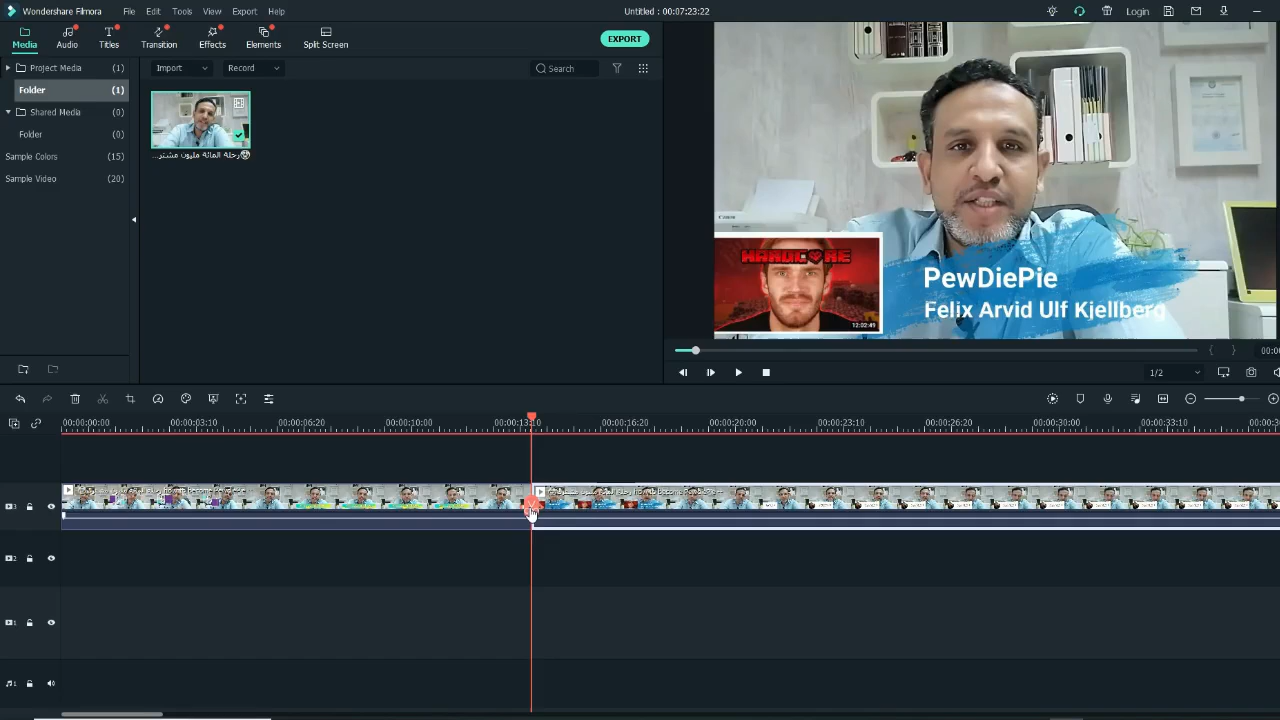 Wondershare Filmora
File Edit Tools View Export Help
Untitled : 00:07:23:22
Login
Media Audio Titles Transition Effects Elements Split Screen
EXPORT
Project Media (1)
Folder (1)
Shared Media (0)
Folder (0)
Sample Colors (15)
Sample Video (20)
Import Record
Search
رحلة المائة مليون مشتر...
HARDCORE
12:02:49
PewDiePie
Felix Arvid Ulf Kjellberg
1/2
00:00:00:00 00:00:03:10 00:00:06:20 00:00:10:00 00:00:13:10 00:00:16:20 00:00:20:00 00:00:23:10 00:00:26:20 00:00:30:00 00:00:33:10